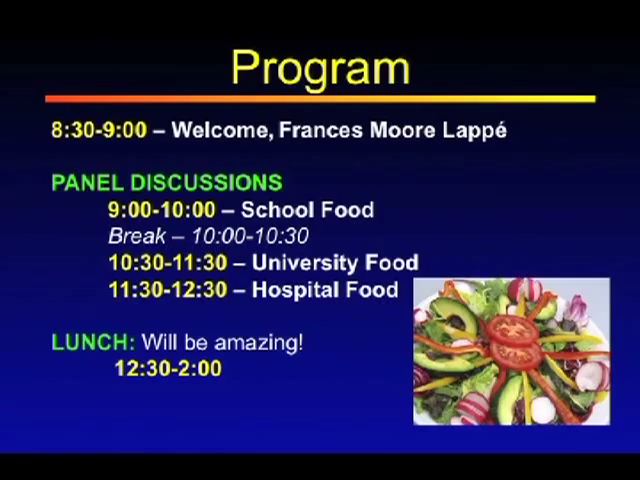 Program
8:30-9:00 – Welcome, Frances Moore Lappé
PANEL DISCUSSIONS
9:00-10:00 – School Food
Break – 10:00-10:30
10:30-11:30 – University Food
11:30-12:30 – Hospital Food
LUNCH: Will be amazing!
12:30-2:00